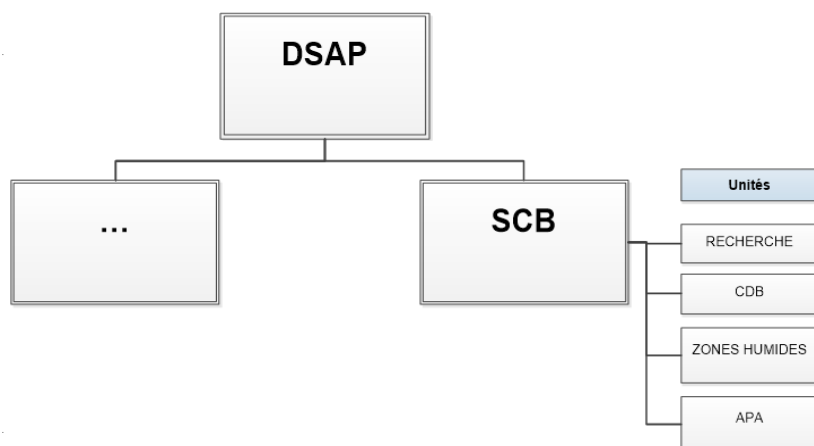 DSAP
...
SCB
Unités
RECHERCHE
CDB
ZONES HUMIDES
APA